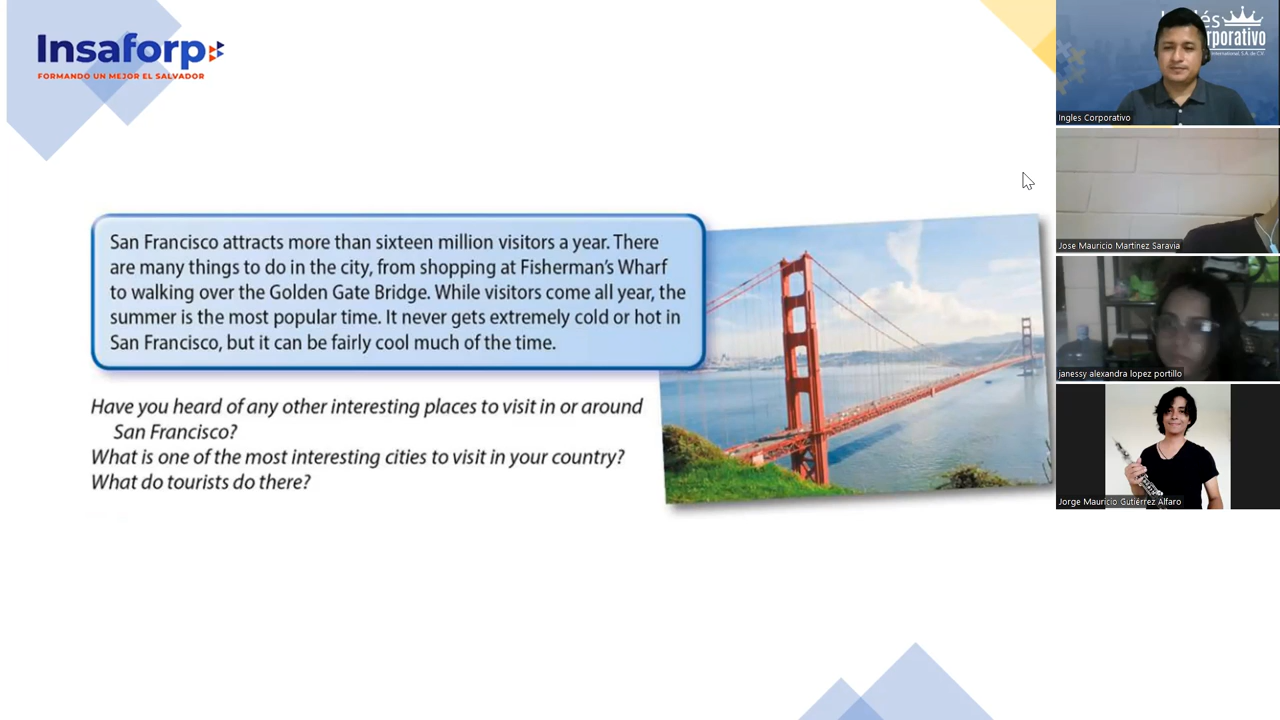 Insaforp
FORMANDO UN MEJOR EL SALVADOR
San Francisco attracts more than sixteen million visitors a year. There
are many things to do in the city, from shopping at Fisherman's Wharf
to walking over the Golden Gate Bridge. While visitors come all year, the
summer is the most popular time. It never gets extremely cold or hot in
San Francisco, but it can be fairly cool much of the time.
Have you heard of any other interesting places to visit in or around
San Francisco?
What is one of the most interesting cities to visit in your country?
What do tourists do there?
Ingles Corporativo
Jose Mauricio Martinez Saravia
janessy alexandra lopez portillo
Jorge Mauricio Gutiérrez Alfaro